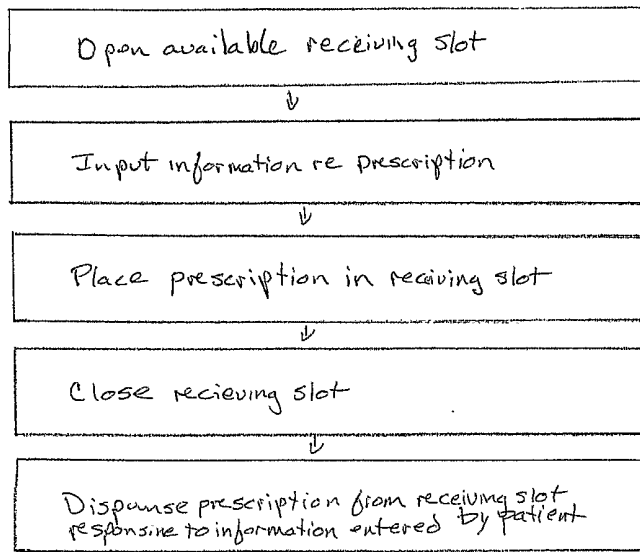 Open available receiving slot
Input information re prescription
Place prescription in receiving slot
Close recieving slot
Dispanse prescription from receiving slot
responsive to information entered by patient